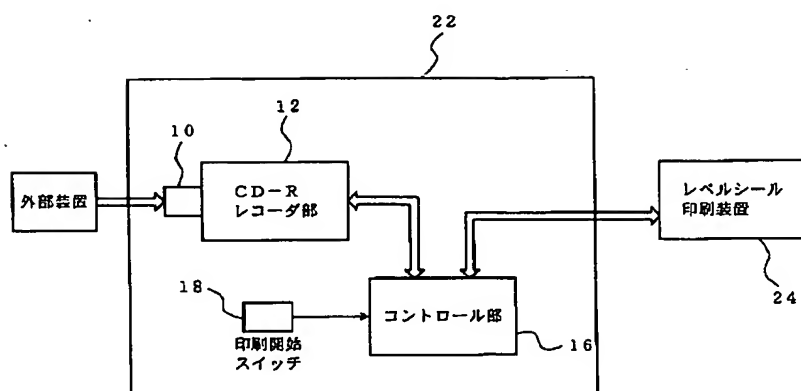 22
12
10
外部装置
CD-R
レコーダ部
レベルシール
印刷装置
24
18
印刷開始
スイッチ
コントロール部
16